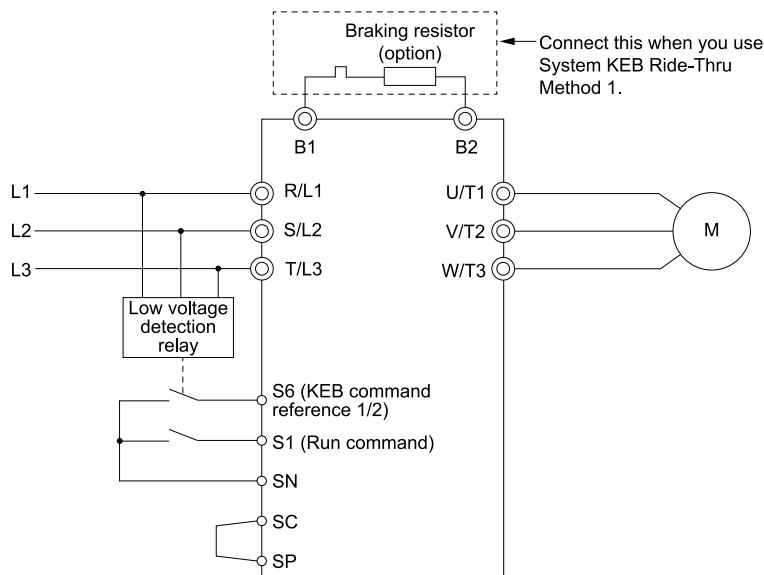 Braking resistor
(option)
Connect this when you use
System KEB Ride-Thru
Method 1.
B1
B2
L1
R/L1
U/T1
L2
S/L2
V/T2
M
L3
T/L3
W/T3
Low voltage
detection
relay
S6 (KEB command
reference 1/2)
S1 (Run command)
SN
SC
SP